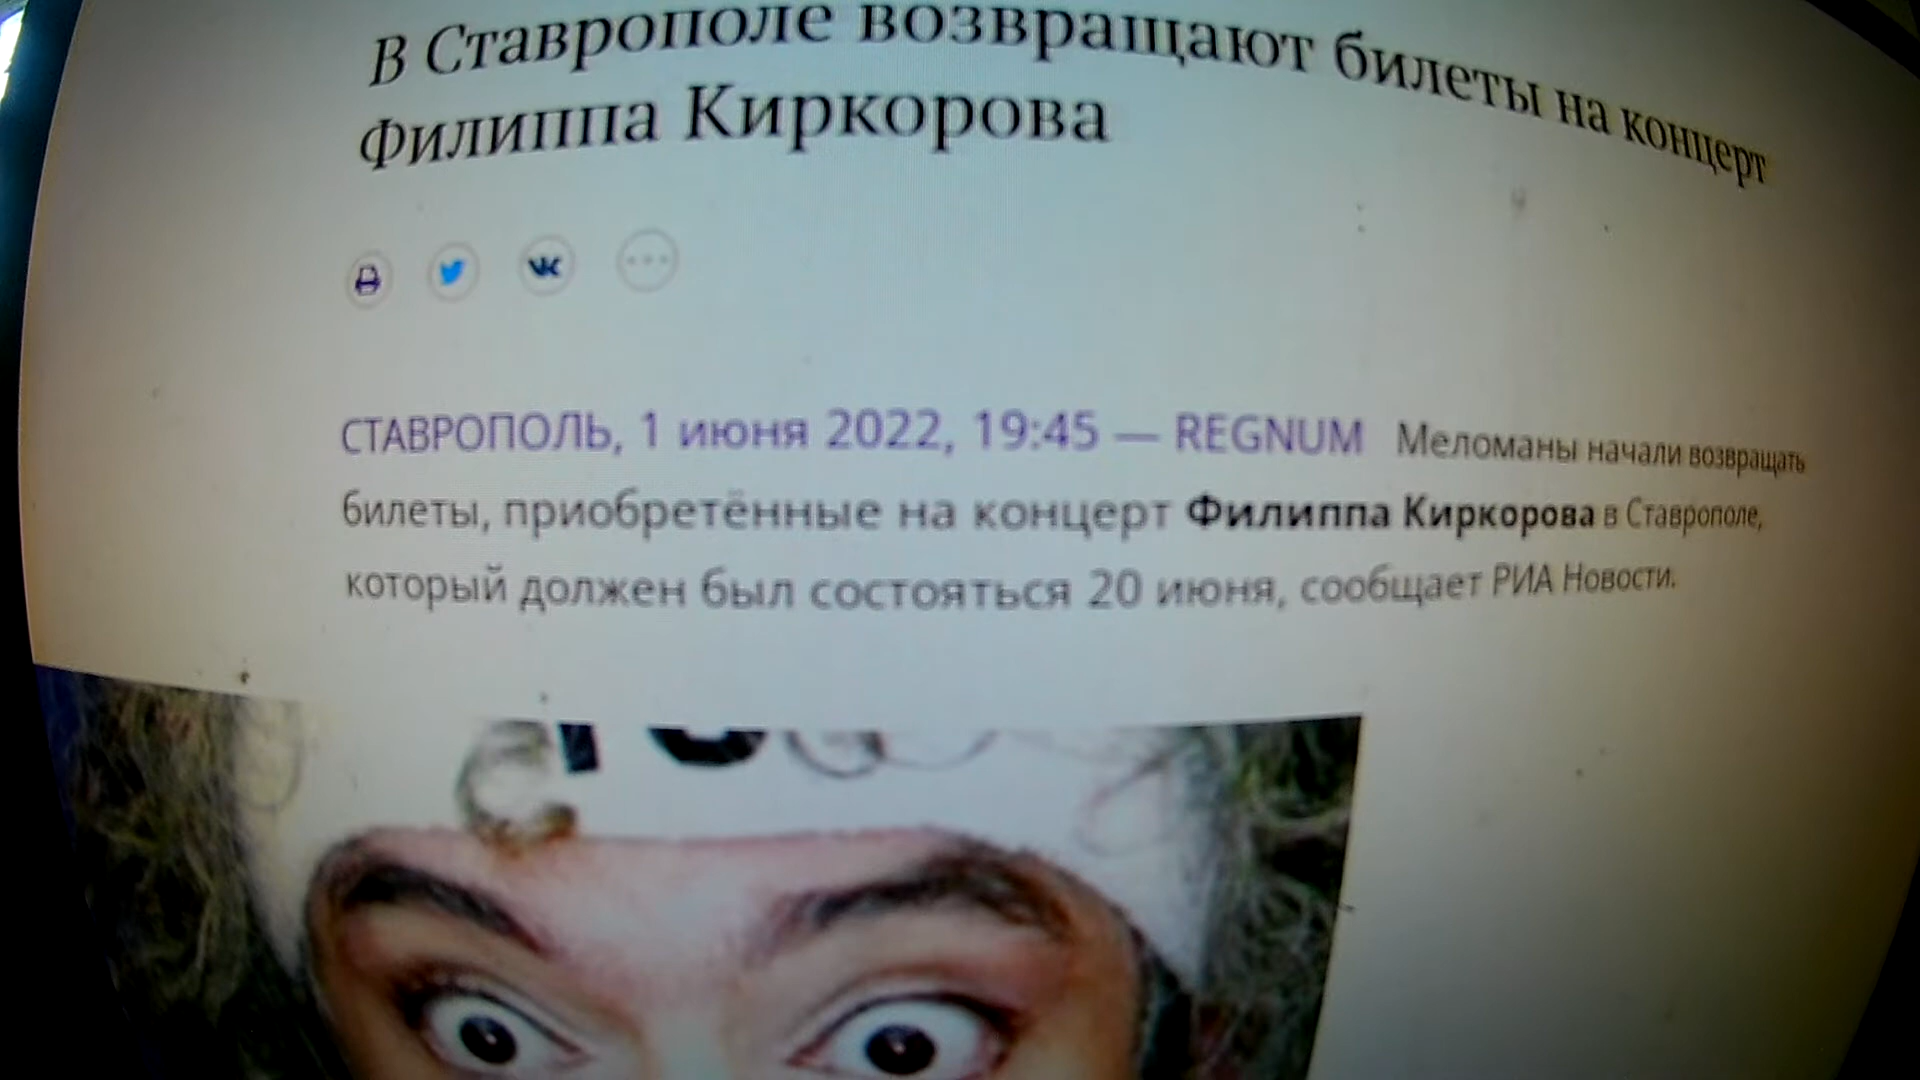 В Ставрополе возвращают билеты на концерт
Филиппа Киркорова
СТАВРОПОЛЬ, 1 июня 2022, 19:45 — REGNUM Меломаны начали возвращать
билеты, приобретённые на концерт Филиппа Киркорова в Ставрополе,
который должен был состояться 20 июня, сообщает РИА Новости.